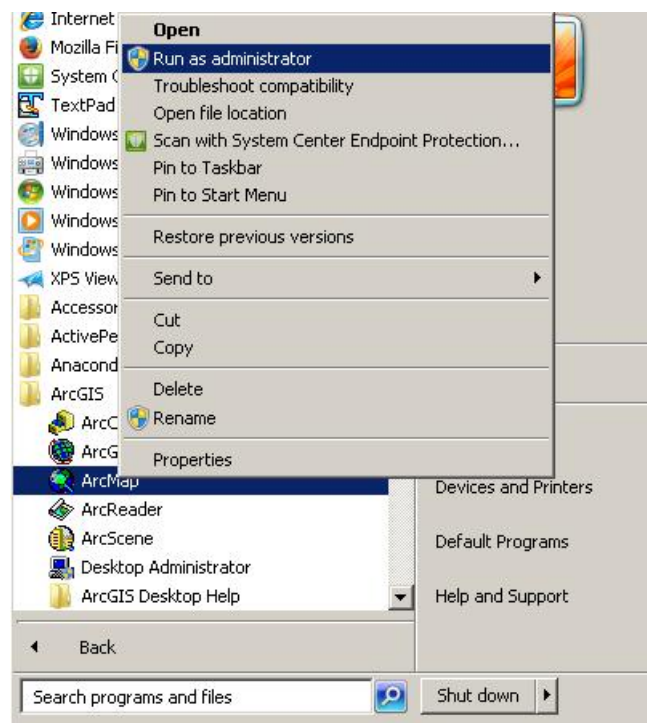 Internet
Mozilla Fi
System C
TextPad
Windows
Windows
Windows
Windows
Windows
XPS View
Accessor
ActivePe
Anacond
ArcGIS
ArcC
ArcG
ArcMap
ArcReader
ArcScene
Desktop Administrator
ArcGIS Desktop Help
Back
Search programs and files
Open
Run as administrator
Troubleshoot compatibility
Open file location
Scan with System Center Endpoint Protection...
Pin to Taskbar
Pin to Start Menu
Restore previous versions
Send to
Cut
Copy
Delete
Rename
Properties
Devices and Printers
Default Programs
Help and Support
Shut down